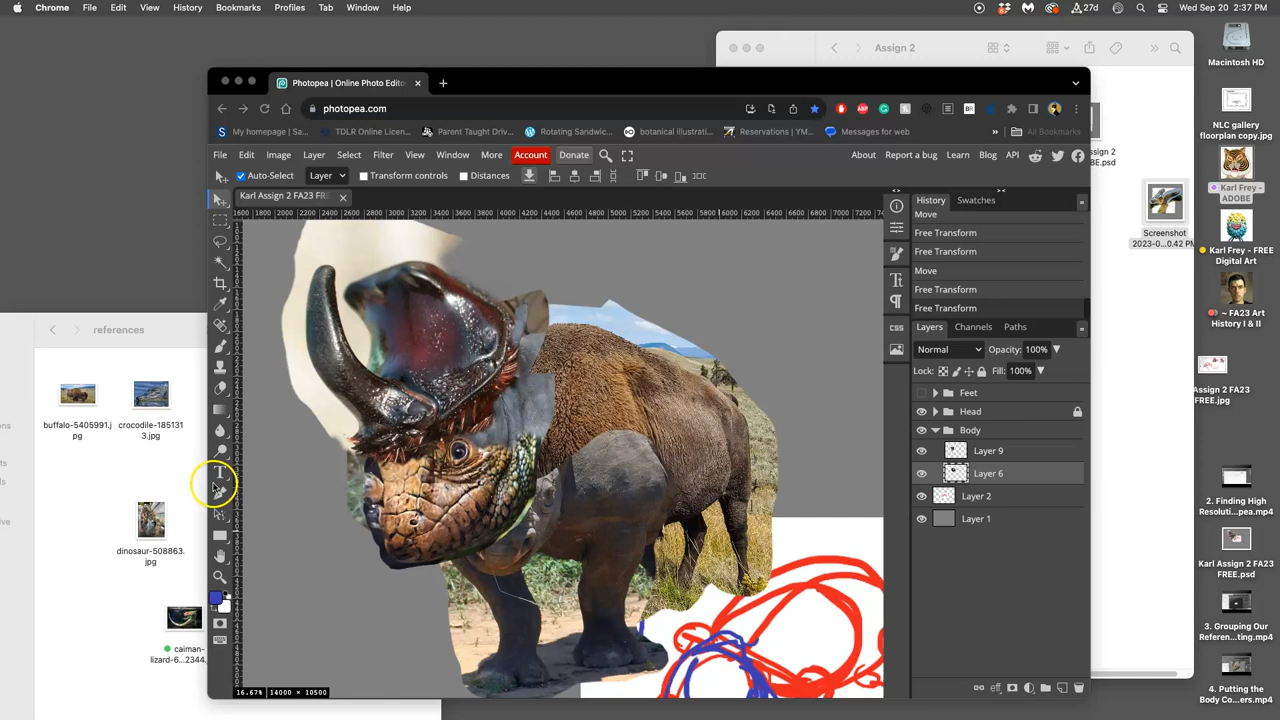 Chrome File Edit View History Bookmarks Profiles Tab Window Help
27d
Wed Sep 20 2:37 PM
Assign 2
Macintosh HD
NLC gallery
floorplan copy.jpg
Karl Frey -
ADOBE
Karl Frey - FREE
Digital Art
~ FA23 Art
History I & II
Assign 2 FA23
FREE.jpg
2. Finding High
Resoluti...pea.mp4
Karl Assign 2 FA23
FREE.psd
3. Grouping Our
Referen...ting.mp4
4. Putting the
Body Co...ers.mp4
Screenshot
2023-0...0.42 PM
Photopea | Online Photo Edito
photopea.com
My homepage | Sa...
TDLR Online Licen...
Parent Taught Driv...
Rotating Sandwic...
botanical illustrati...
Reservations | YM...
Messages for web
All Bookmarks
File Edit Image Layer Select Filter View Window More Account Donate
About Report a bug Learn Blog API
Auto-Select Layer Transform controls Distances
Karl Assign 2 FA23 FRE
History Swatches
Move
Free Transform
Free Transform
Move
Free Transform
Free Transform
Layers Channels Paths
Normal Opacity: 100%
Lock: Fill: 100%
Feet
Head
Body
Layer 9
Layer 6
Layer 2
Layer 1
CSS
16.67% 14000 × 10500
references
buffalo-5405991.j
pg
crocodile-185131
3.jpg
dinosaur-508863.
jpg
caiman-
lizard-6...2344.